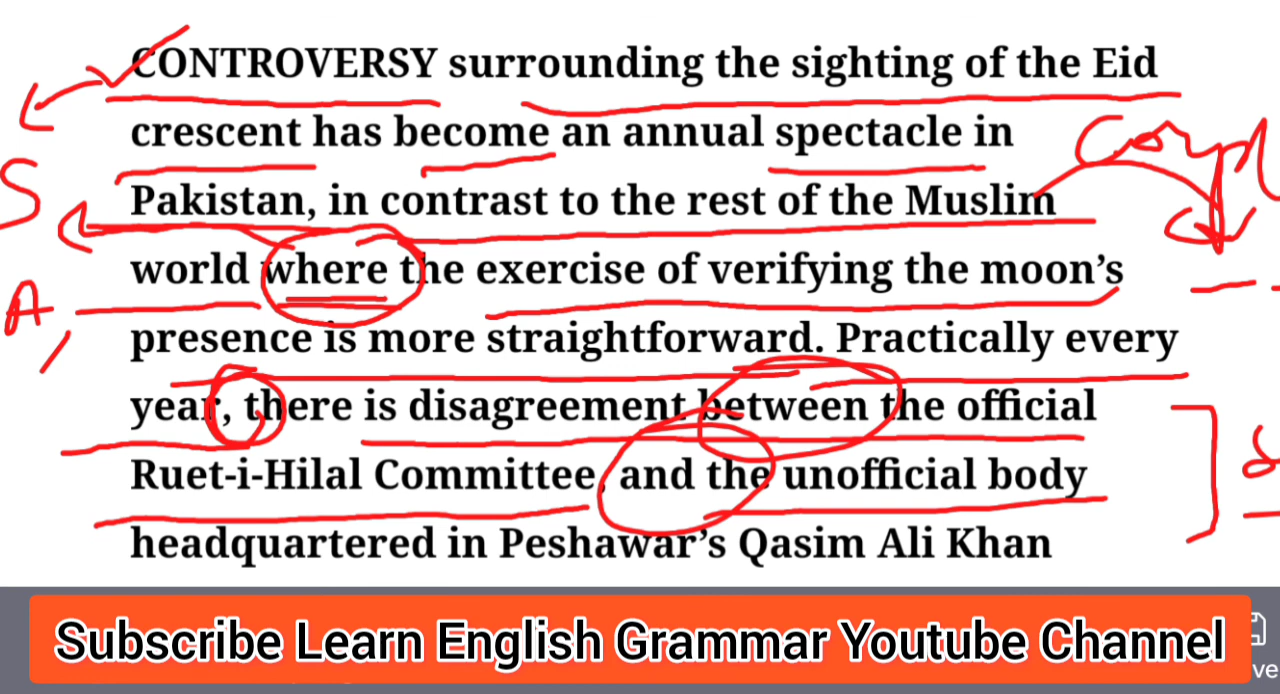 CONTROVERSY surrounding the sighting of the Eid
crescent has become an annual spectacle in
Pakistan, in contrast to the rest of the Muslim
world where the exercise of verifying the moon’s
presence is more straightforward. Practically every
year, there is disagreement between the official
Ruet-i-Hilal Committee and the unofficial body
headquartered in Peshawar’s Qasim Ali Khan
S
A
Subscribe Learn English Grammar Youtube Channel